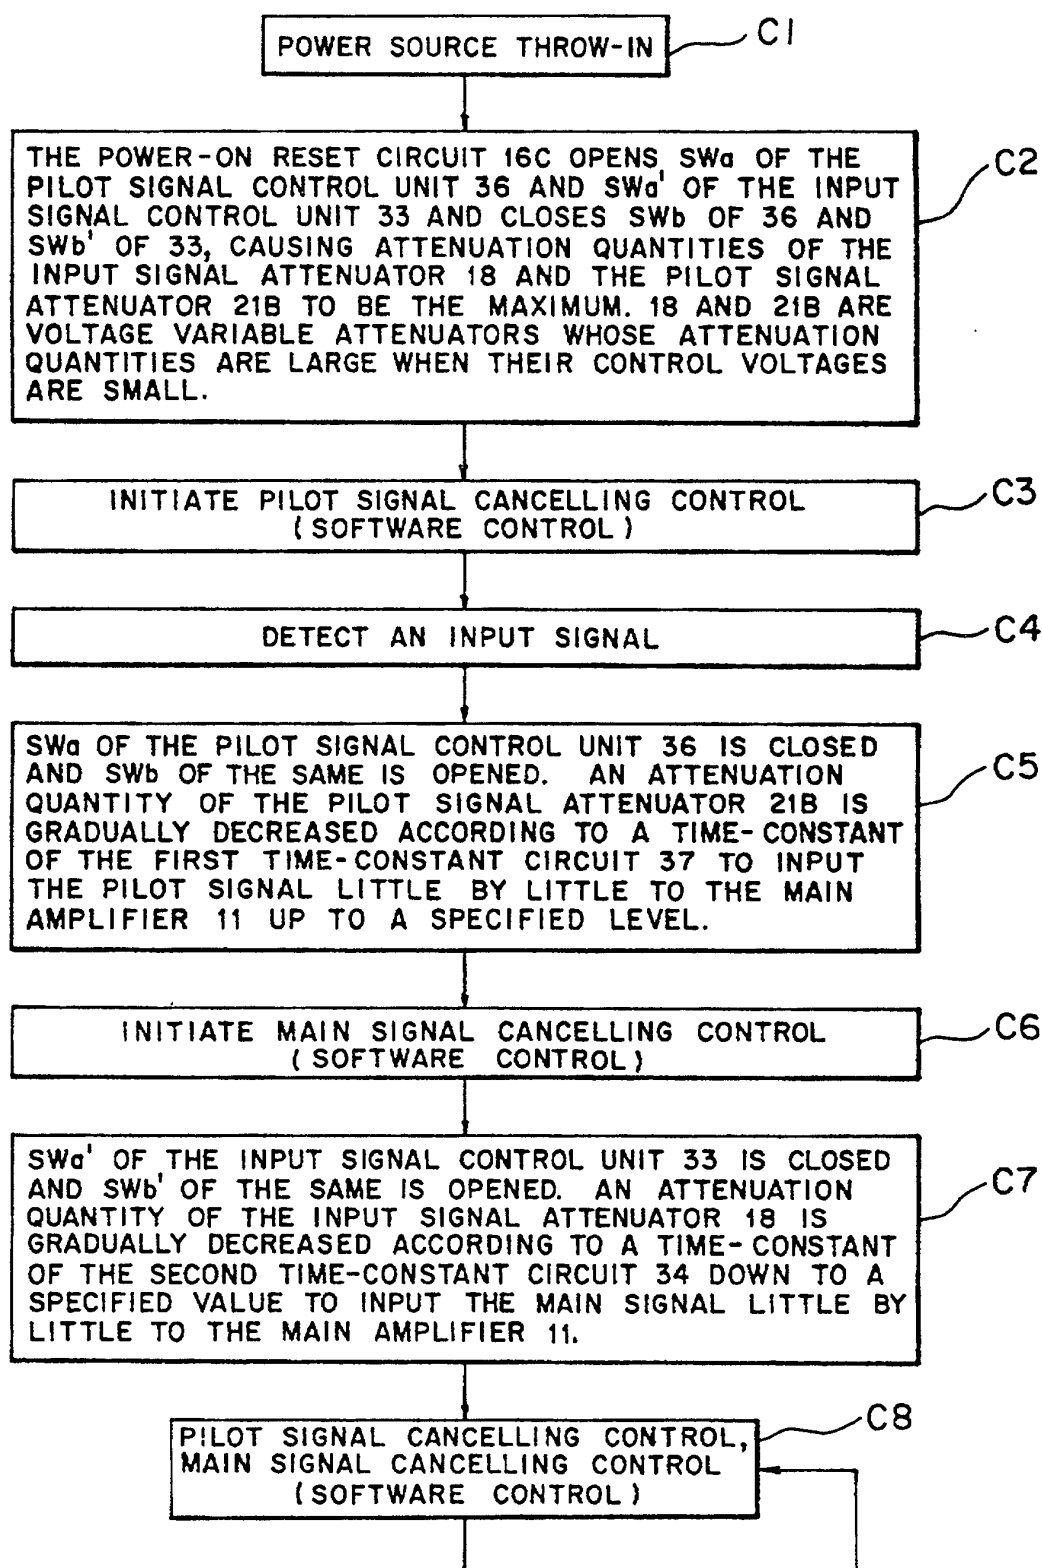 POWER SOURCE THROW-IN
C1
THE POWER-ON RESET CIRCUIT 16C OPENS SWa OF THE
PILOT SIGNAL CONTROL UNIT 36 AND SWa' OF THE INPUT
SIGNAL CONTROL UNIT 33 AND CLOSES SWb OF 36 AND
SWb' OF 33, CAUSING ATTENUATION QUANTITIES OF THE
INPUT SIGNAL ATTENUATOR 18 AND THE PILOT SIGNAL
ATTENUATOR 21B TO BE THE MAXIMUM. 18 AND 21B ARE
VOLTAGE VARIABLE ATTENUATORS WHOSE ATTENUATION
QUANTITIES ARE LARGE WHEN THEIR CONTROL VOLTAGES
ARE SMALL.
C2
INITIATE PILOT SIGNAL CANCELLING CONTROL
(SOFTWARE CONTROL)
C3
DETECT AN INPUT SIGNAL
C4
SWa OF THE PILOT SIGNAL CONTROL UNIT 36 IS CLOSED
AND SWb OF THE SAME IS OPENED. AN ATTENUATION
QUANTITY OF THE PILOT SIGNAL ATTENUATOR 21B IS
GRADUALLY DECREASED ACCORDING TO A TIME-CONSTANT
OF THE FIRST TIME-CONSTANT CIRCUIT 37 TO INPUT
THE PILOT SIGNAL LITTLE BY LITTLE TO THE MAIN
AMPLIFIER 11 UP TO A SPECIFIED LEVEL.
C5
INITIATE MAIN SIGNAL CANCELLING CONTROL
(SOFTWARE CONTROL)
C6
SWa' OF THE INPUT SIGNAL CONTROL UNIT 33 IS CLOSED
AND SWb' OF THE SAME IS OPENED. AN ATTENUATION
QUANTITY OF THE INPUT SIGNAL ATTENUATOR 18 IS
GRADUALLY DECREASED ACCORDING TO A TIME-CONSTANT
OF THE SECOND TIME-CONSTANT CIRCUIT 34 DOWN TO A
SPECIFIED VALUE TO INPUT THE MAIN SIGNAL LITTLE BY
LITTLE TO THE MAIN AMPLIFIER 11.
C7
PILOT SIGNAL CANCELLING CONTROL,
MAIN SIGNAL CANCELLING CONTROL
(SOFTWARE CONTROL)
C8